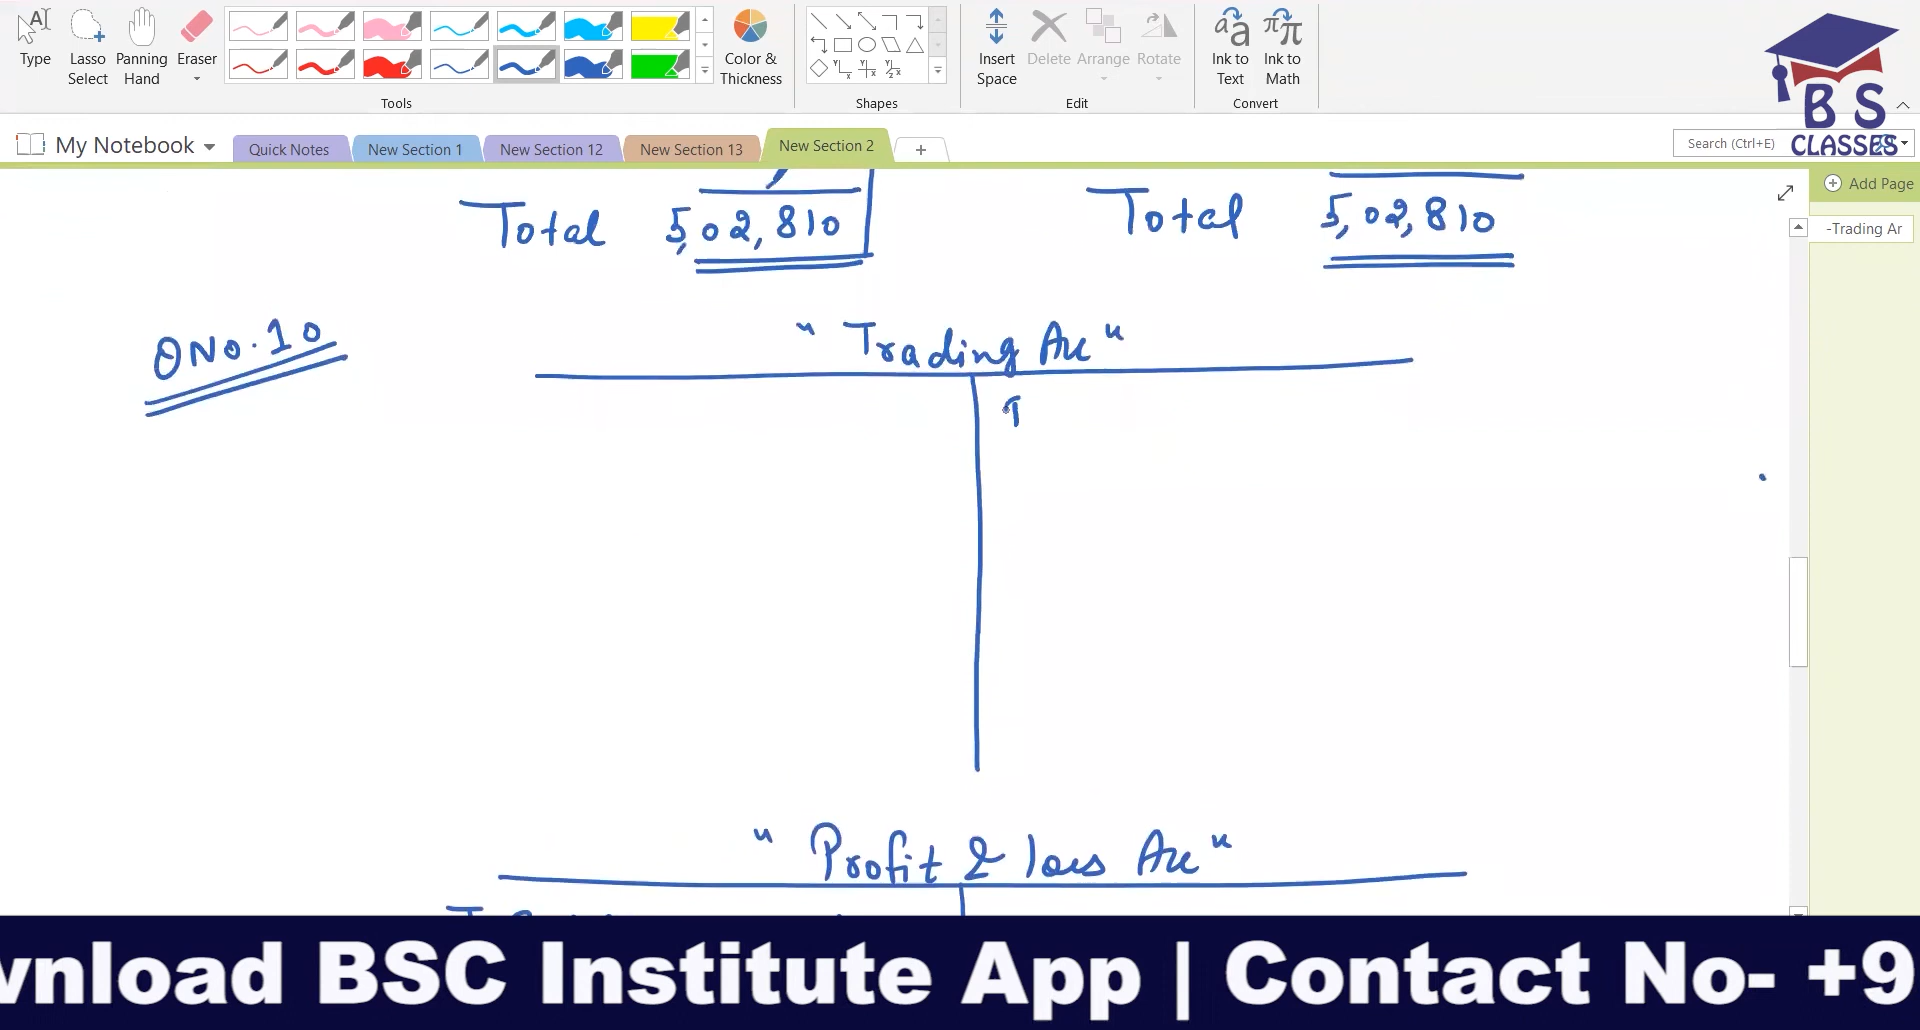 Type
Lasso Select
Panning Hand
Eraser
Color & Thickness
Insert Space
Delete
Arrange
Rotate
Ink to Text
Ink to Math
Tools
Shapes
Edit
Convert
BS
CLASSES
My Notebook
Quick Notes
New Section 1
New Section 12
New Section 13
New Section 2
+
Search (Ctrl+E)
Add Page
-Trading Ar
Total 5,02,810
Total 5,02,810
QNo.10
" Trading A/c "
" Profit & loss A/c "
wnload BSC Institute App | Contact No- +9